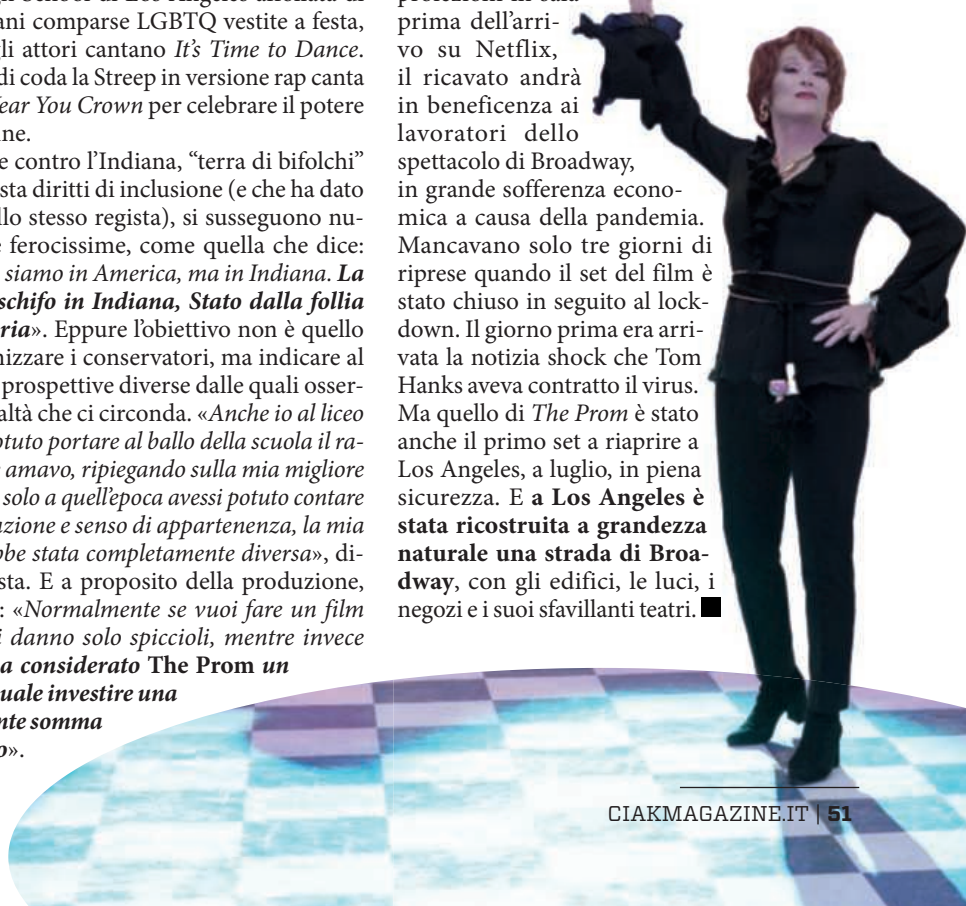 ani comparse LGBTQ vestite a festa,
gli attori cantano It's Time to Dance.
di coda la Streep in versione rap canta
ear You Crown per celebrare il potere
ne.
e contro l'Indiana, “terra di bifolchi”
sta diritti di inclusione (e che ha dato
llo stesso regista), si susseguono nu-
e ferocissime, come quella che dice:
siamo in America, ma in Indiana. La
schifo in Indiana, Stato dalla follia
ria». Eppure l'obiettivo non è quello
nizzare i conservatori, ma indicare al
prospettive diverse dalle quali osser-
altà che ci circonda. «Anche io al liceo
otuto portare al ballo della scuola il ra-
e amavo, ripiegando sulla mia migliore
solo a quell'epoca avessi potuto contare
azione e senso di appartenenza, la mia
bbe stata completamente diversa», di-
sta. E a proposito della produzione,
: «Normalmente se vuoi fare un film
i danno solo spiccioli, mentre invece
a considerato The Prom un
uale investire una
nte somma
o».
prima dell'arri-
vo su Netflix,
il ricavato andrà
in beneficenza ai
lavoratori dello
spettacolo di Broadway,
in grande sofferenza econo-
mica a causa della pandemia.
Mancavano solo tre giorni di
riprese quando il set del film è
stato chiuso in seguito al lock-
down. Il giorno prima era arri-
vata la notizia shock che Tom
Hanks aveva contratto il virus.
Ma quello di The Prom è stato
anche il primo set a riaprire a
Los Angeles, a luglio, in piena
sicurezza. E a Los Angeles è
stata ricostruita a grandezza
naturale una strada di Broa-
dway, con gli edifici, le luci, i
negozi e i suoi sfavillanti teatri.
CIAKMAGAZINE.IT | 51